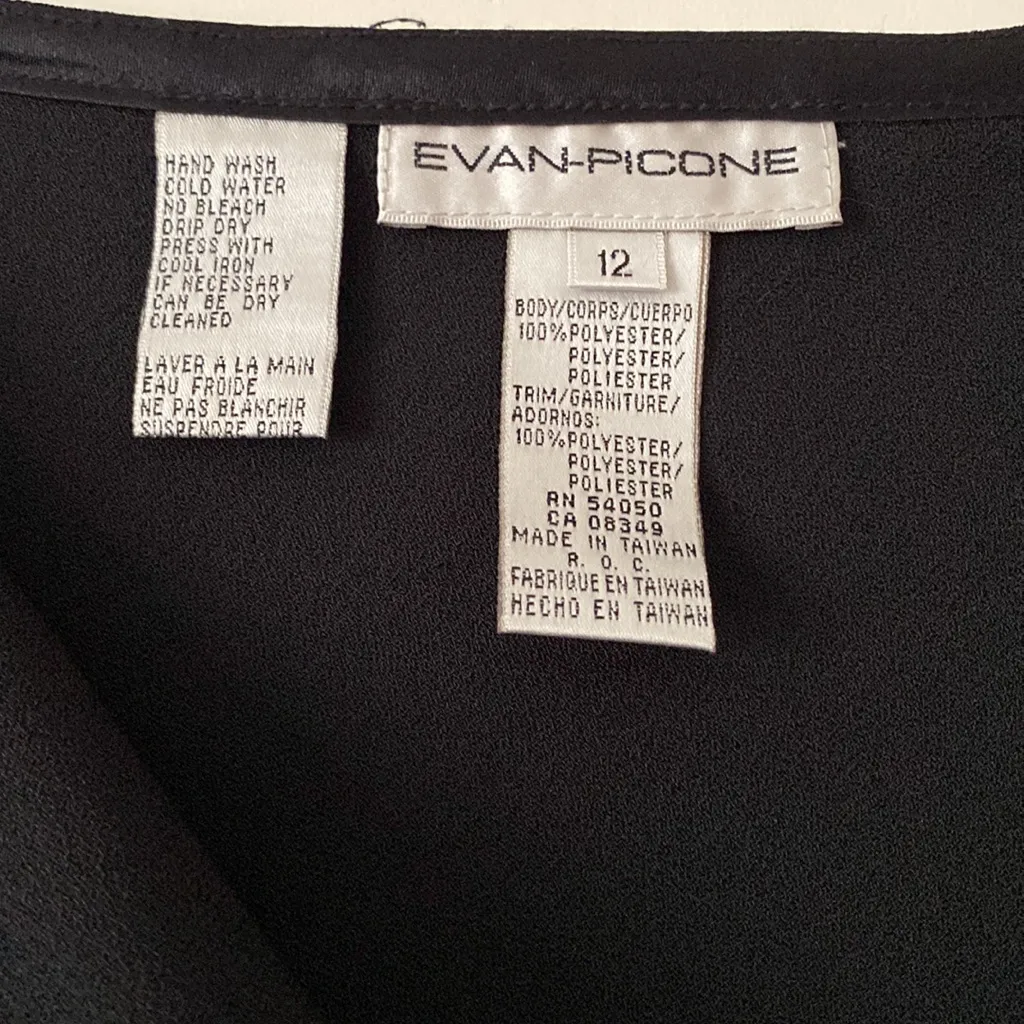 HAND WASH
COLD WATER
NO BLEACH
DRIP DRY
PRESS WITH
COOL IRON
IF NECESSARY
CAN BE DRY
CLEANED
LAVER A LA MAIN
EAU FROIDE
NE PAS BLANCHIR
SUSPENDRE POUR
EVAN-PICONE
12
BODY/CORPS/CUERPO
100%POLYESTER/
POLYESTER/
POLIESTER
TRIM/GARNITURE/
ADORNOS:
100%POLYESTER/
POLYESTER/
POLIESTER
RN 54050
CA 08349
MADE IN TAIWAN
R. O. C.
FABRIQUE EN TAIWAN
HECHO EN TAIWAN